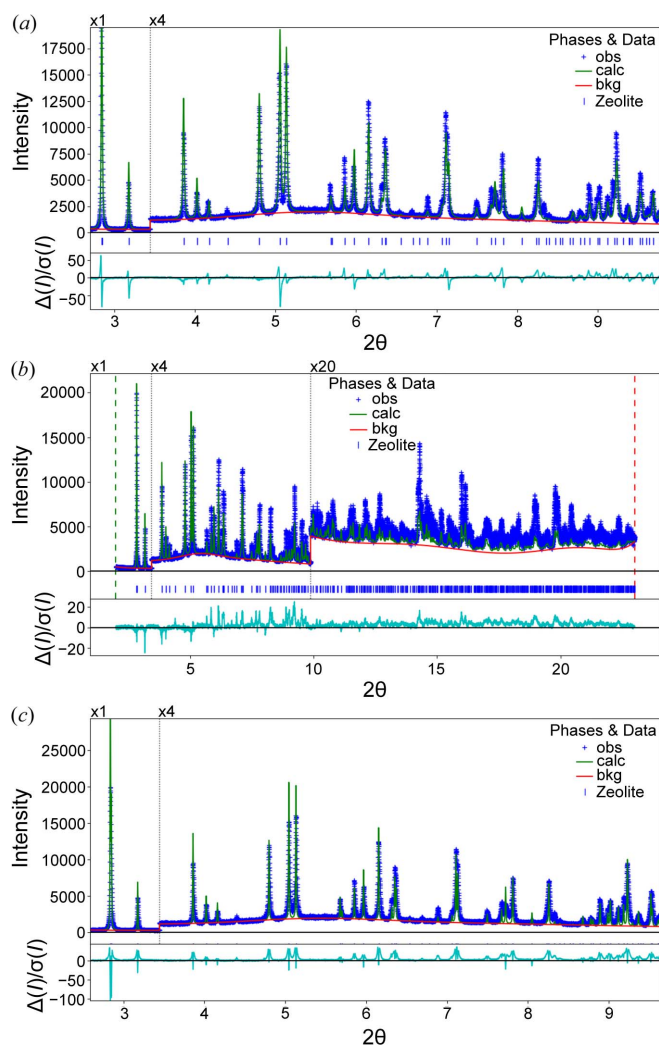 (a)
x1 x4
Phases & Data
obs
calc
bkg
Zeolite
Intensity
17500
15000
12500
10000
7500
5000
2500
0
Δ(I)/σ(I)
50
0
−50
3 4 5 6 7 8 9
2θ
(b)
x1 x4 x20
Phases & Data
obs
calc
bkg
Zeolite
Intensity
20000
15000
10000
5000
0
Δ(I)/σ(I)
20
0
−20
5 10 15 20
2θ
(c)
x1 x4
Phases & Data
obs
calc
bkg
Zeolite
Intensity
25000
20000
15000
10000
5000
0
Δ(I)/σ(I)
0
−50
−100
3 4 5 6 7 8 9
2θ